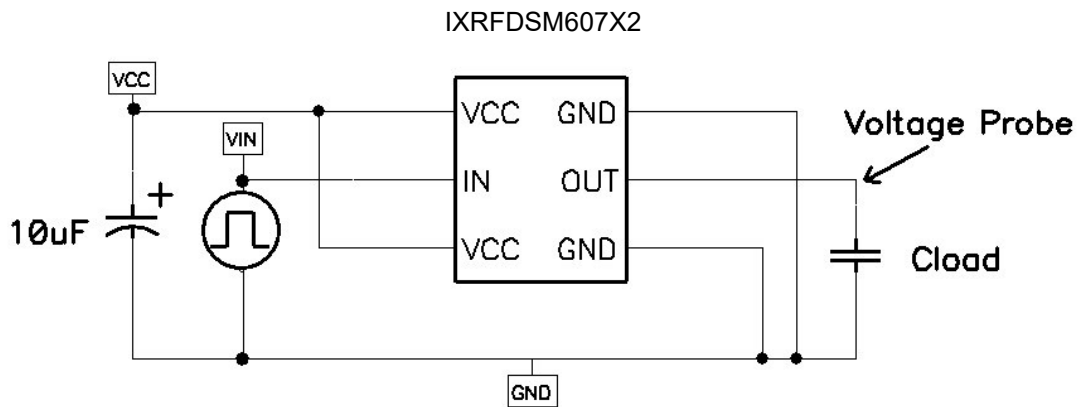 IXRFDSM607X2
VCC
VIN
10uF
+
VCC GND
IN OUT
VCC GND
Voltage Probe
Cload
GND